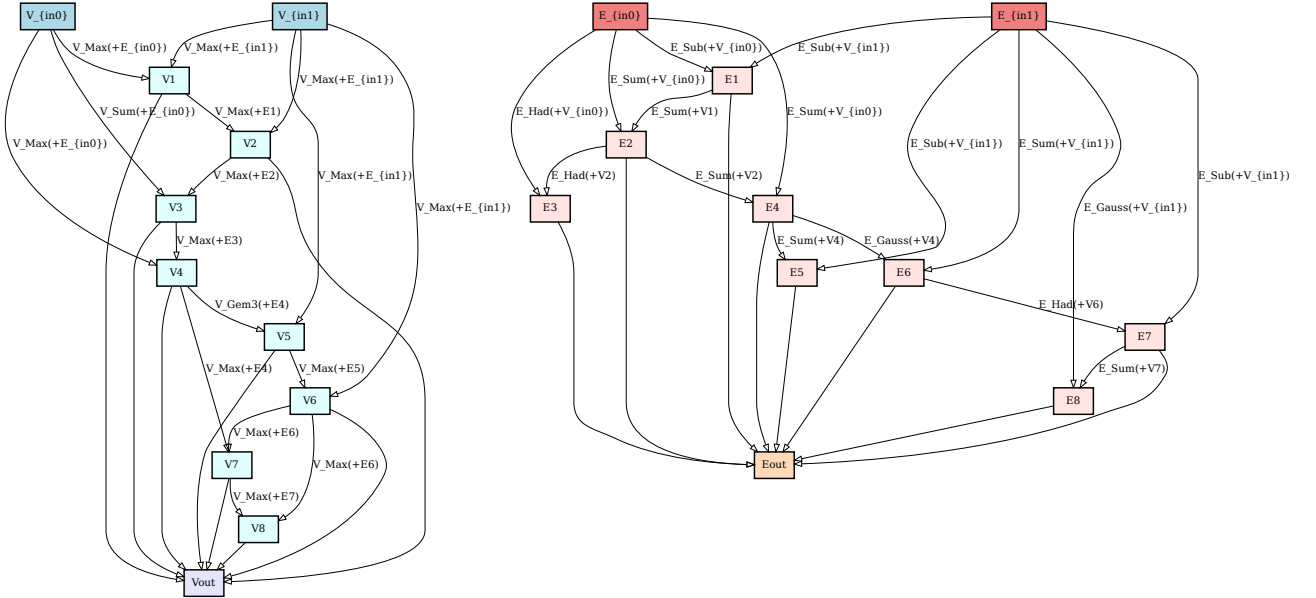 V_{in0}
V_{in1}
E_{in0}
E_{in1}
V_Max(+E_{in0})
V_Max(+E_{in1})
E_Sub(+V_{in0})
E_Sub(+V_{in1})
V1
V_Max(+E_{in1})
E1
E_Sum(+V_{in0})
V_Sum(+E_{in0})
V_Max(+E1)
E_Had(+V_{in0})
E_Sum(+V1)
E_Sum(+V_{in0})
V_Max(+E_{in0})
V2
E2
E_Sub(+V_{in1})
E_Sum(+V_{in1})
V_Max(+E2)
V_Max(+E_{in1})
E_Had(+V2)
E_Sum(+V2)
E_Sub(+V_{in1})
V3
V_Max(+E_{in1})
E3
E4
E_Gauss(+V_{in1})
V_Max(+E3)
E_Sum(+V4)
E_Gauss(+V4)
V4
E5
E6
V_Gem3(+E4)
E_Had(+V6)
V5
E7
V_Max(+E4)
V_Max(+E5)
E_Sum(+V7)
V6
E8
V_Max(+E6)
V7
V_Max(+E6)
Eout
V_Max(+E7)
V8
Vout